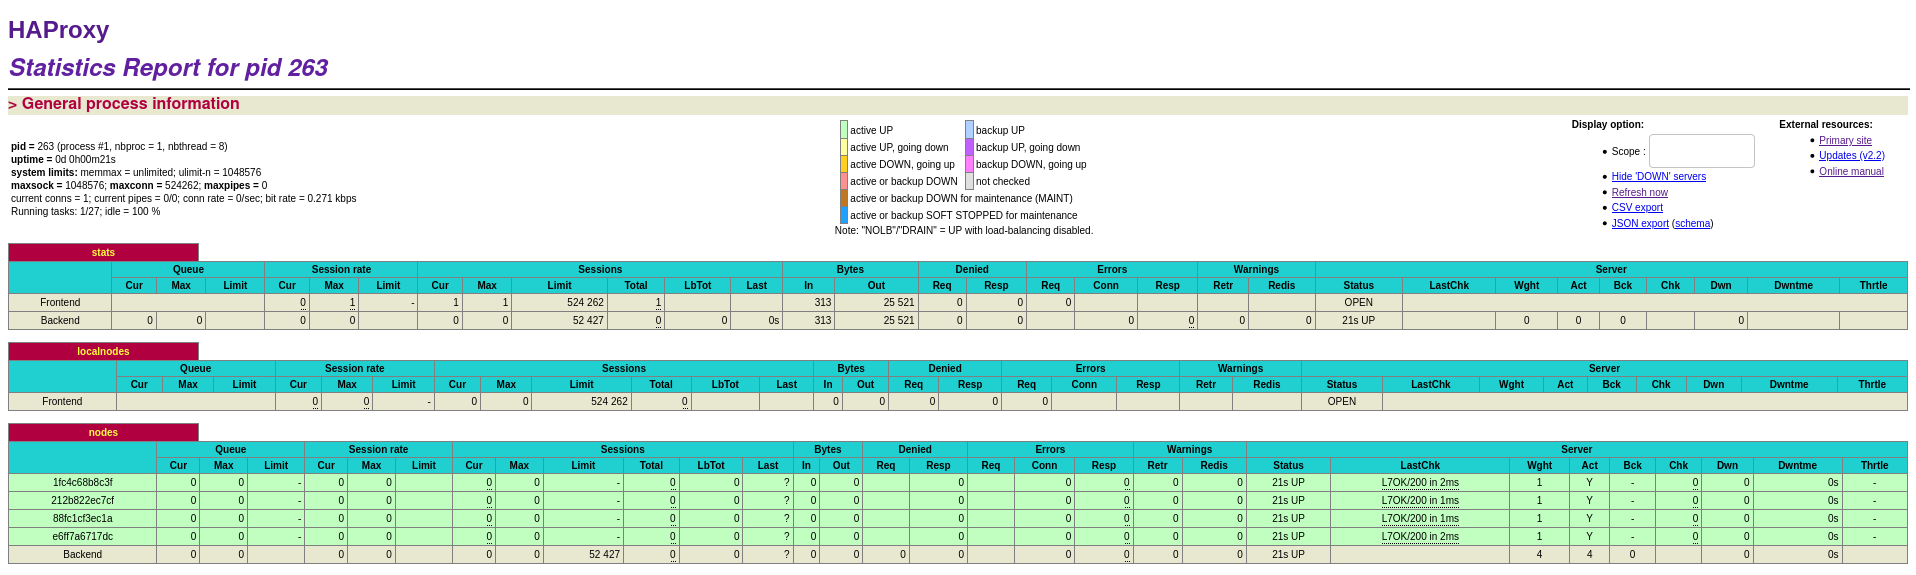 HAProxy
Statistics Report for pid 263
> General process information
pid = 263 (process #1, nbproc = 1, nbthread = 8)
uptime = 0d 0h00m21s
system limits: memmax = unlimited; ulimit-n = 1048576
maxsock = 1048576; maxconn = 524262; maxpipes = 0
current conns = 1; current pipes = 0/0; conn rate = 0/sec; bit rate = 0.271 kbps
Running tasks: 1/27; idle = 100 %
active UP backup UP
active UP, going down backup UP, going down
active DOWN, going up backup DOWN, going up
active or backup DOWN not checked
active or backup DOWN for maintenance (MAINT)
active or backup SOFT STOPPED for maintenance
Note: "NOLB"/"DRAIN" = UP with load-balancing disabled.
Display option:
• Scope :
• Hide 'DOWN' servers
• Refresh now
• CSV export
• JSON export (schema)
External resources:
• Primary site
• Updates (v2.2)
• Online manual
stats
Queue Session rate Sessions Bytes Denied Errors Warnings Server
Cur Max Limit Cur Max Limit Cur Max Limit Total LbTot Last In Out Req Resp Req Conn Resp Retr Redis Status LastChk Wght Act Bck Chk Dwn Dwntme Thrtle
Frontend 0 1 - 1 1 524 262 1 313 25 521 0 0 0 OPEN
Backend 0 0 0 0 0 0 52 427 0 0 0s 313 25 521 0 0 0 0 0 0 21s UP 0 0 0 0
localnodes
Queue Session rate Sessions Bytes Denied Errors Warnings Server
Cur Max Limit Cur Max Limit Cur Max Limit Total LbTot Last In Out Req Resp Req Conn Resp Retr Redis Status LastChk Wght Act Bck Chk Dwn Dwntme Thrtle
Frontend 0 0 - 0 0 524 262 0 0 0 0 0 0 OPEN
nodes
Queue Session rate Sessions Bytes Denied Errors Warnings Server
Cur Max Limit Cur Max Limit Cur Max Limit Total LbTot Last In Out Req Resp Req Conn Resp Retr Redis Status LastChk Wght Act Bck Chk Dwn Dwntme Thrtle
1fc4c68b8c3f 0 0 - 0 0 0 0 - 0 0 ? 0 0 0 0 0 0 0 21s UP L7OK/200 in 2ms 1 Y - 0 0 0s -
212b822ec7cf 0 0 - 0 0 0 0 - 0 0 ? 0 0 0 0 0 0 0 21s UP L7OK/200 in 1ms 1 Y - 0 0 0s -
88fc1cf3ec1a 0 0 - 0 0 0 0 - 0 0 ? 0 0 0 0 0 0 0 21s UP L7OK/200 in 1ms 1 Y - 0 0 0s -
e6ff7a6717dc 0 0 - 0 0 0 0 - 0 0 ? 0 0 0 0 0 0 0 21s UP L7OK/200 in 2ms 1 Y - 0 0 0s -
Backend 0 0 0 0 0 0 52 427 0 0 ? 0 0 0 0 0 0 0 0 21s UP 4 4 0 0 0s